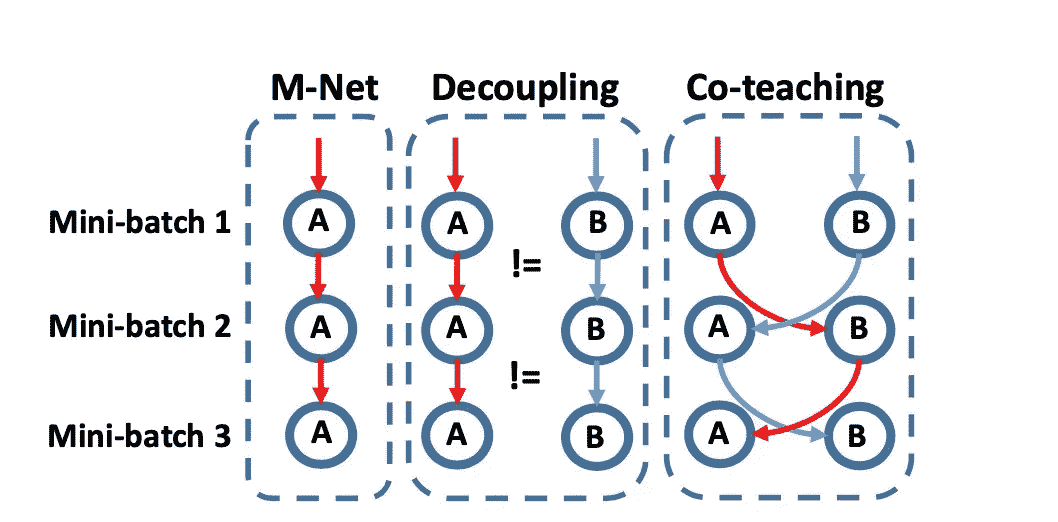 M-Net Decoupling Co-teaching
Mini-batch 1 A A B A B
!=
Mini-batch 2 A A B A B
!=
Mini-batch 3 A A B A B